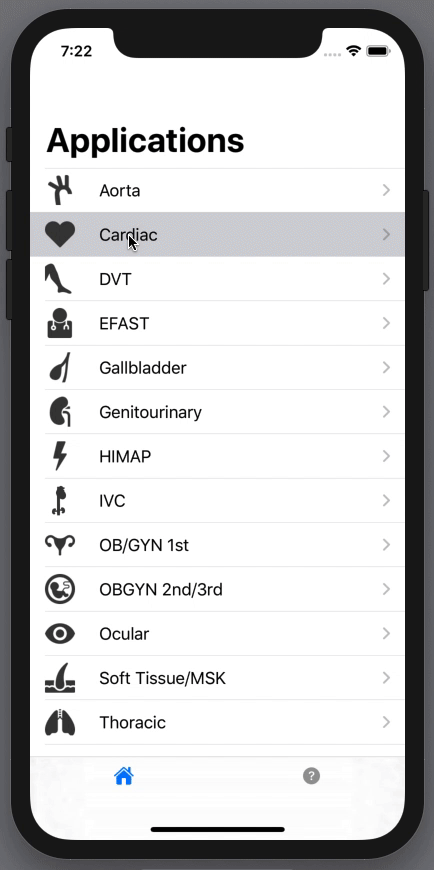 7:22
Applications
Aorta
Cardiac
DVT
EFAST
Gallbladder
Genitourinary
HIMAP
IVC
OB/GYN 1st
OBGYN 2nd/3rd
Ocular
Soft Tissue/MSK
Thoracic
?